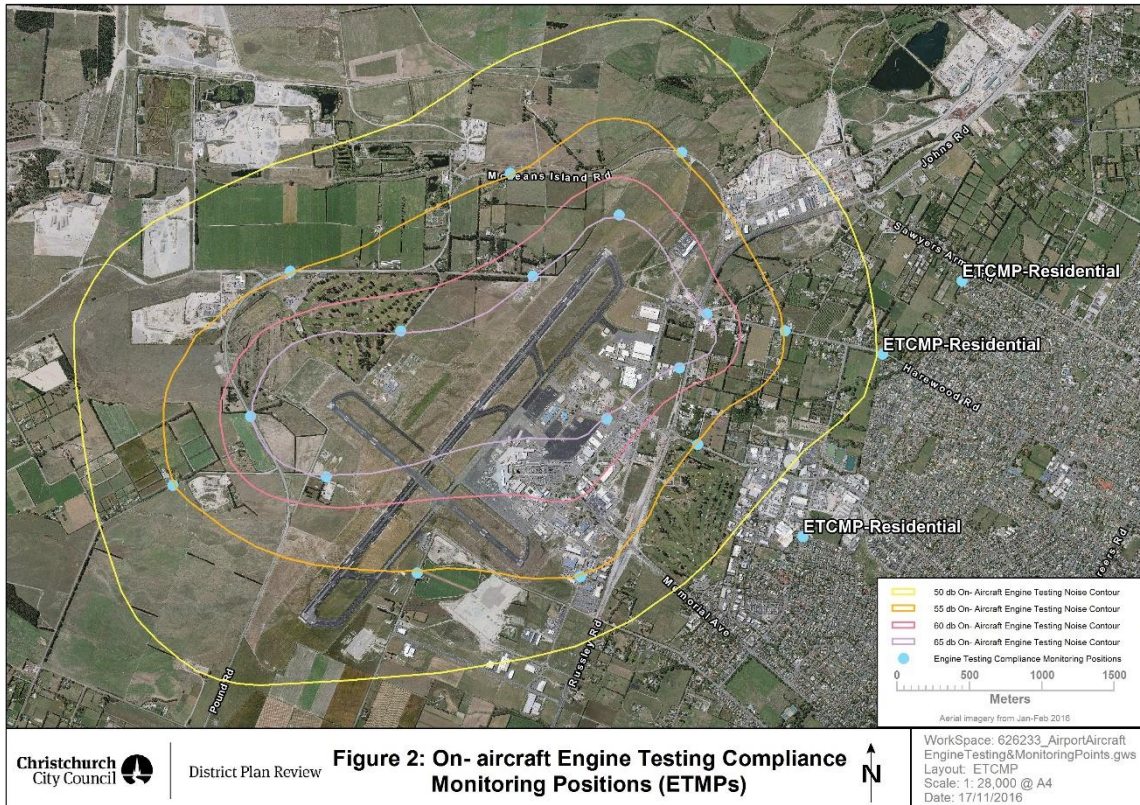 McLeans Island Rd
Johns Rd
ETCMP-Residential
ETCMP-Residential
Harewood Rd
ETCMP-Residential
Memorial Ave
Russley Rd
Pound Rd
50 db On- Aircraft Engine Testing Noise Contour
55 db On- Aircraft Engine Testing Noise Contour
60 db On- Aircraft Engine Testing Noise Contour
65 db On- Aircraft Engine Testing Noise Contour
Engine Testing Compliance Monitoring Positions
0 500 1000 1500
Meters
Aerial imagery from Jan-Feb 2016
Christchurch
City Council
District Plan Review
Figure 2: On- aircraft Engine Testing Compliance
Monitoring Positions (ETMPs)
N
WorkSpace: 626233_AirportAircraft
EngineTesting&MonitoringPoints.gws
Layout: ETCMP
Scale: 1: 28,000 @ A4
Date: 17/11/2016